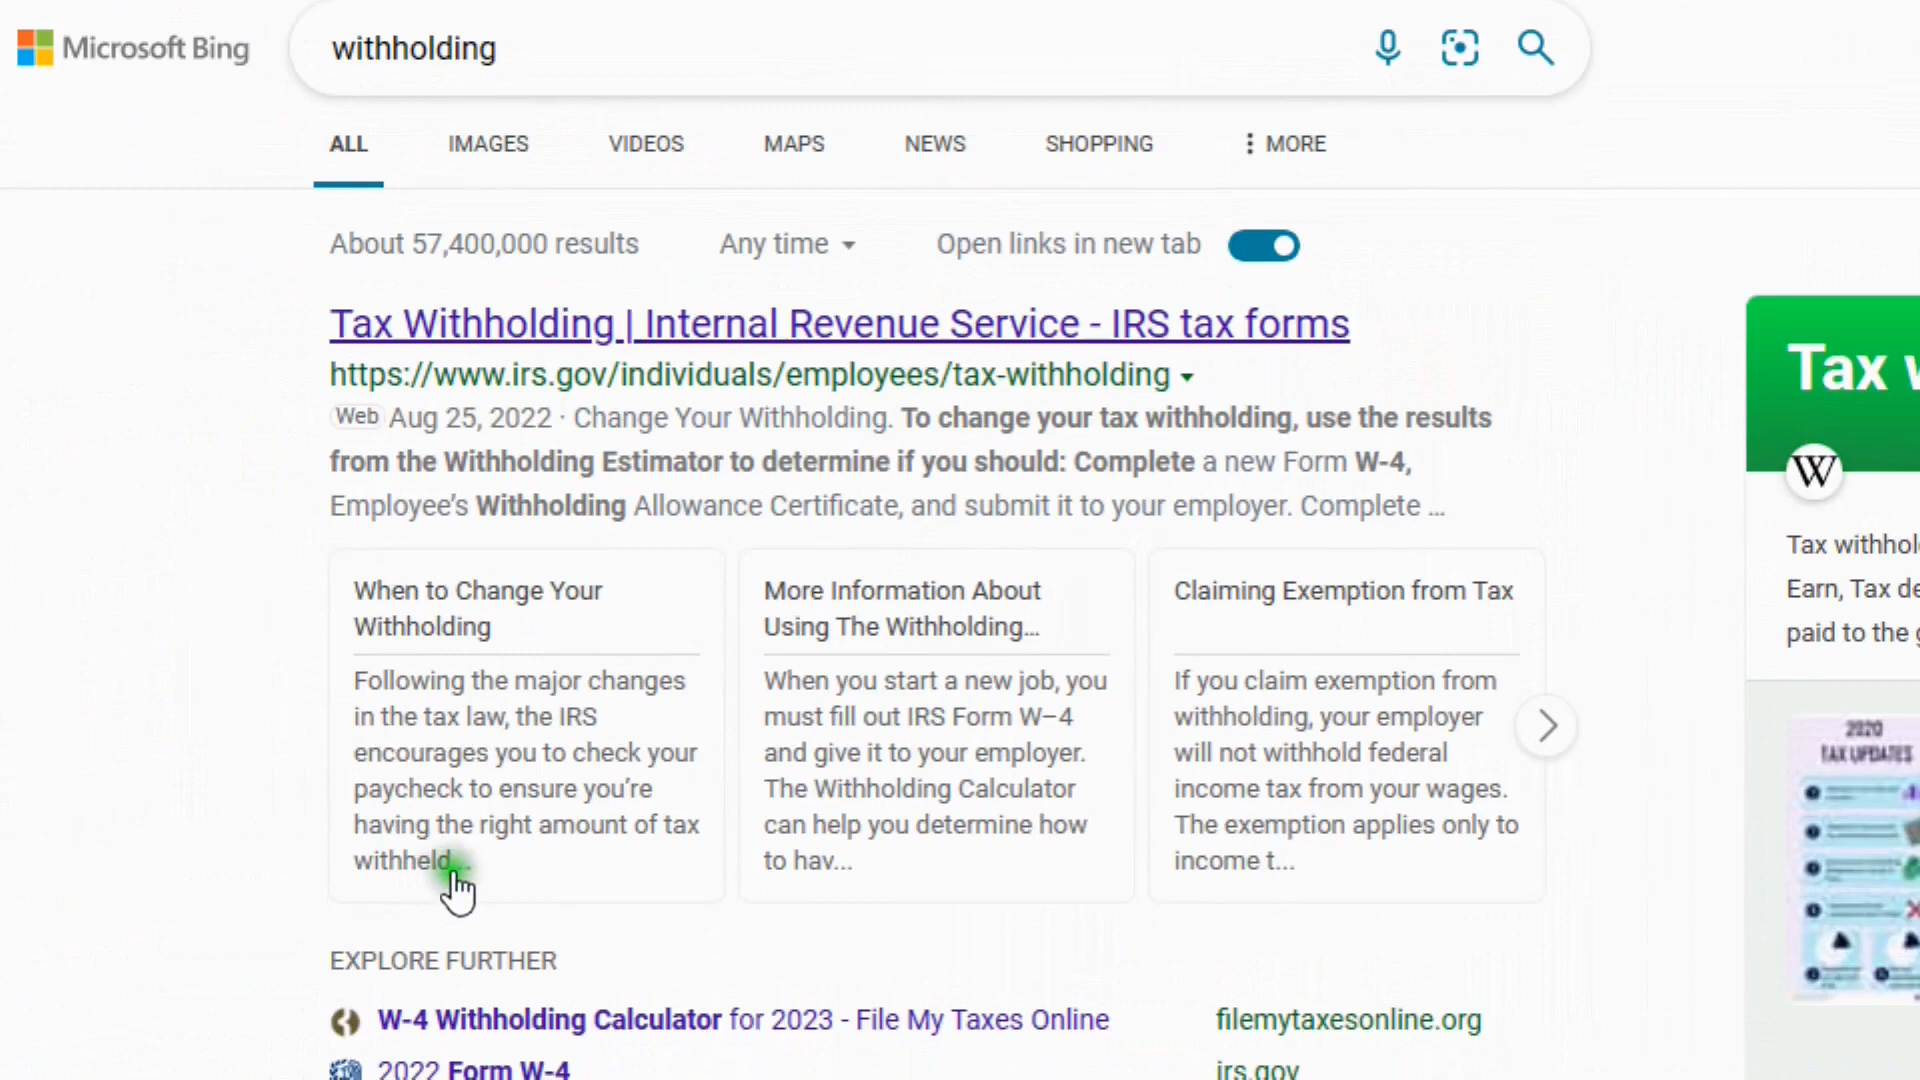 Microsoft Bing
withholding
ALL IMAGES VIDEOS MAPS NEWS SHOPPING MORE
About 57,400,000 results Any time Open links in new tab
Tax Withholding | Internal Revenue Service - IRS tax forms
https://www.irs.gov/individuals/employees/tax-withholding
Web Aug 25, 2022 · Change Your Withholding. To change your tax withholding, use the results
from the Withholding Estimator to determine if you should: Complete a new Form W-4,
Employee’s Withholding Allowance Certificate, and submit it to your employer. Complete ...
When to Change Your
Withholding
Following the major changes
in the tax law, the IRS
encourages you to check your
paycheck to ensure you’re
having the right amount of tax
withheld...
More Information About
Using The Withholding...
When you start a new job, you
must fill out IRS Form W–4
and give it to your employer.
The Withholding Calculator
can help you determine how
to hav...
Claiming Exemption from Tax
If you claim exemption from
withholding, your employer
will not withhold federal
income tax from your wages.
The exemption applies only to
income t...
EXPLORE FURTHER
W-4 Withholding Calculator for 2023 - File My Taxes Online filemytaxesonline.org
2022 Form W-4 irs.gov
Tax w
W
Tax withhol
Earn, Tax de
paid to the g
2020
TAX UPDATES